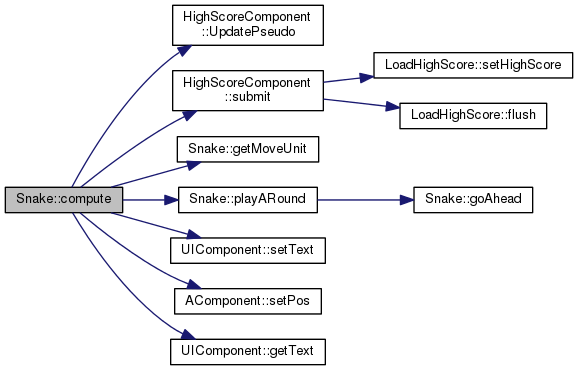 HighScoreComponent
::UpdatePseudo
HighScoreComponent
::submit
LoadHighScore::setHighScore
LoadHighScore::flush
Snake::getMoveUnit
Snake::compute
Snake::playARound
Snake::goAhead
UIComponent::setText
AComponent::setPos
UIComponent::getText